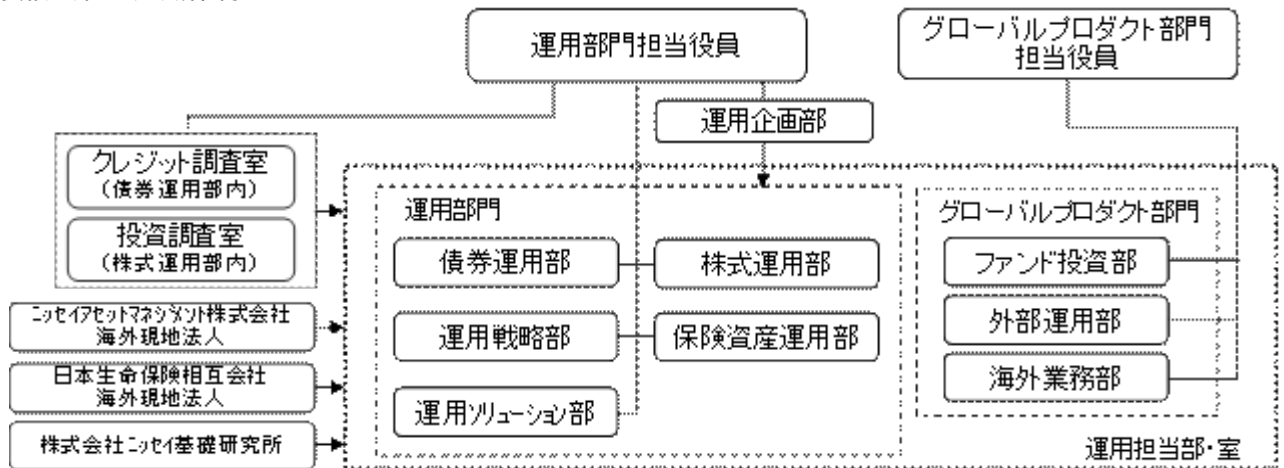 運用部門担当役員
グローバルプロダクト部門
担当役員
運用企画部
クレジット調査室
(債券運用部内)
投資調査室
(株式運用部内)
運用部門
グローバルプロダクト部門
債券運用部
株式運用部
ファンド投資部
ニッセイアセットマネジメント株式会社
海外現地法人
運用戦略部
保険資産運用部
外部運用部
日本生命保険相互会社
海外現地法人
海外業務部
運用ソリューション部
株式会社ニッセイ基礎研究所
運用担当部・室